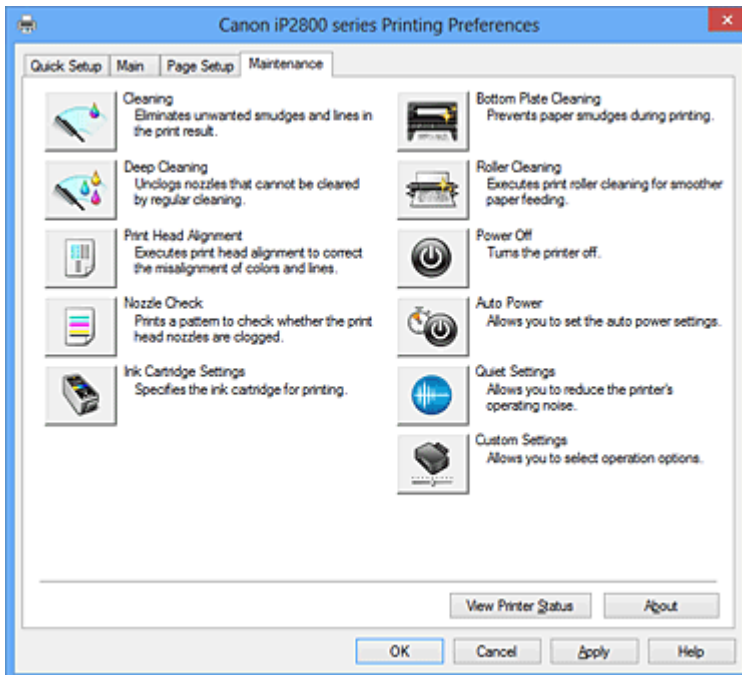 Canon iP2800 series Printing Preferences
Quick Setup
Main
Page Setup
Maintenance
Cleaning
Eliminates unwanted smudges and lines in
the print result.
Deep Cleaning
Unclogs nozzles that cannot be cleared
by regular cleaning.
Print Head Alignment
Executes print head alignment to correct
the misalignment of colors and lines.
Nozzle Check
Prints a pattern to check whether the print
head nozzles are clogged.
Ink Cartridge Settings
Specifies the ink cartridge for printing.
Bottom Plate Cleaning
Prevents paper smudges during printing.
Roller Cleaning
Executes print roller cleaning for smoother
paper feeding.
Power Off
Turns the printer off.
Auto Power
Allows you to set the auto power settings.
Quiet Settings
Allows you to reduce the printer's
operating noise.
Custom Settings
Allows you to select operation options.
View Printer Status
About
OK
Cancel
Apply
Help